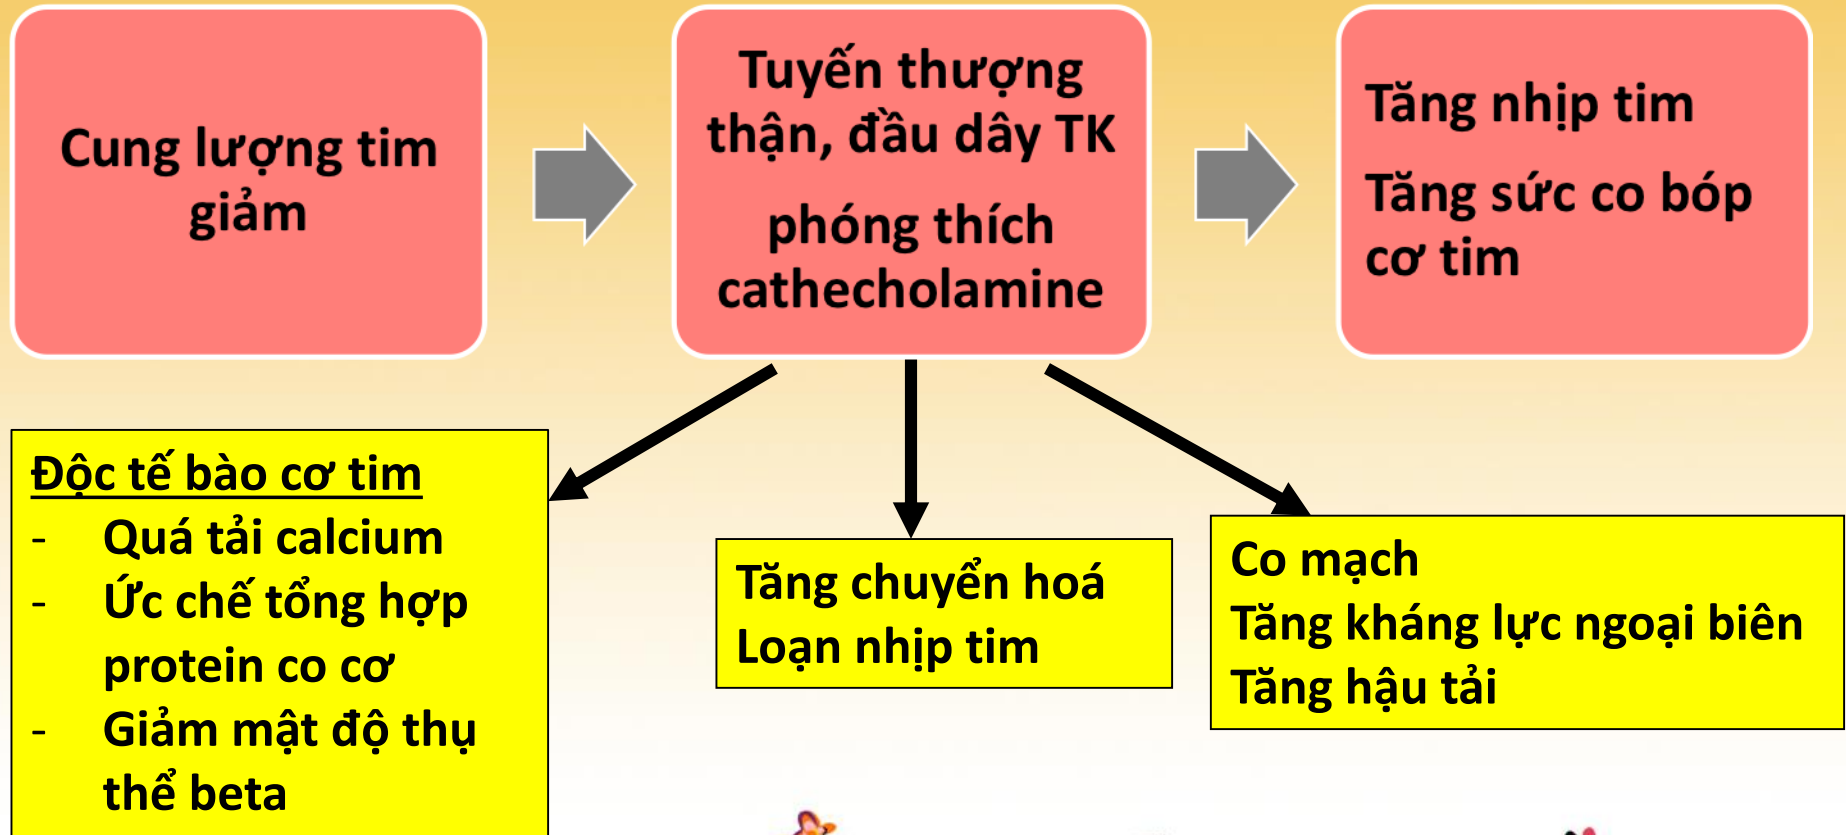 Cung lượng tim
giảm
Tuyến thượng
thận, đầu dây TK
phóng thích
cathecholamine
Tăng nhịp tim
Tăng sức co bóp
cơ tim
Độc tế bào cơ tim
- Quá tải calcium
- Ức chế tổng hợp
protein co cơ
- Giảm mật độ thụ
thể beta
Tăng chuyển hoá
Loạn nhịp tim
Co mạch
Tăng kháng lực ngoại biên
Tăng hậu tải